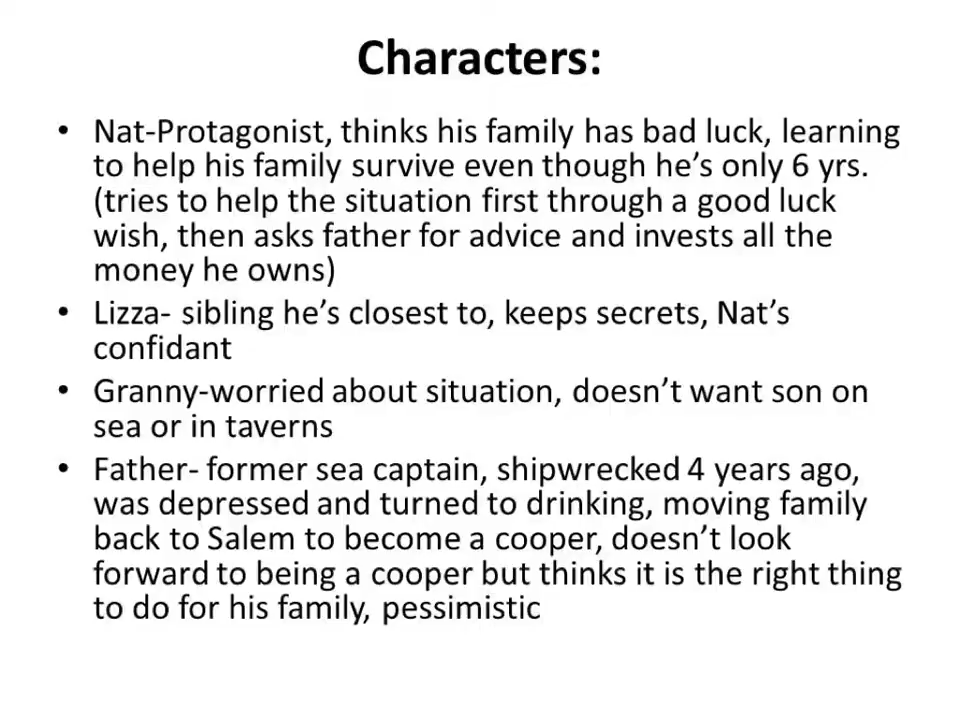 Characters:
• Nat-Protagonist, thinks his family has bad luck, learning
to help his family survive even though he’s only 6 yrs.
(tries to help the situation first through a good luck
wish, then asks father for advice and invests all the
money he owns)
• Lizza- sibling he’s closest to, keeps secrets, Nat’s
confidant
• Granny-worried about situation, doesn’t want son on
sea or in taverns
• Father- former sea captain, shipwrecked 4 years ago,
was depressed and turned to drinking, moving family
back to Salem to become a cooper, doesn’t look
forward to being a cooper but thinks it is the right thing
to do for his family, pessimistic